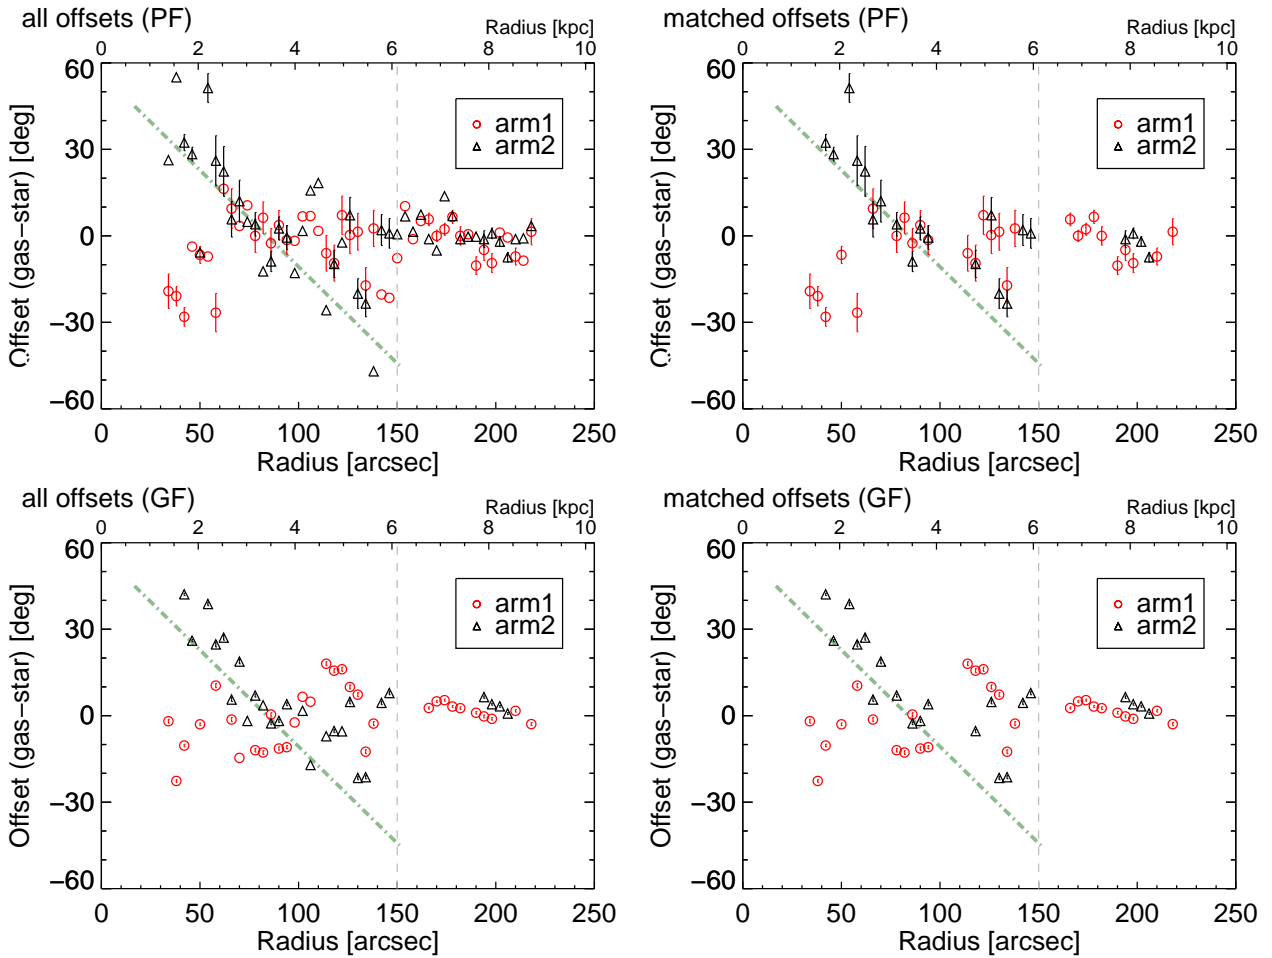 all offsets (PF)
Radius [kpc]
0 2 4 6 8 10
60
30
0
−30
−60
Offset (gas−star) [deg]
arm1
arm2
0 50 100 150 200 250
Radius [arcsec]
matched offsets (PF)
Radius [kpc]
0 2 4 6 8 10
60
30
0
−30
−60
Offset (gas−star) [deg]
arm1
arm2
0 50 100 150 200 250
Radius [arcsec]
all offsets (GF)
Radius [kpc]
0 2 4 6 8 10
60
30
0
−30
−60
Offset (gas−star) [deg]
arm1
arm2
0 50 100 150 200 250
Radius [arcsec]
matched offsets (GF)
Radius [kpc]
0 2 4 6 8 10
60
30
0
−30
−60
Offset (gas−star) [deg]
arm1
arm2
0 50 100 150 200 250
Radius [arcsec]